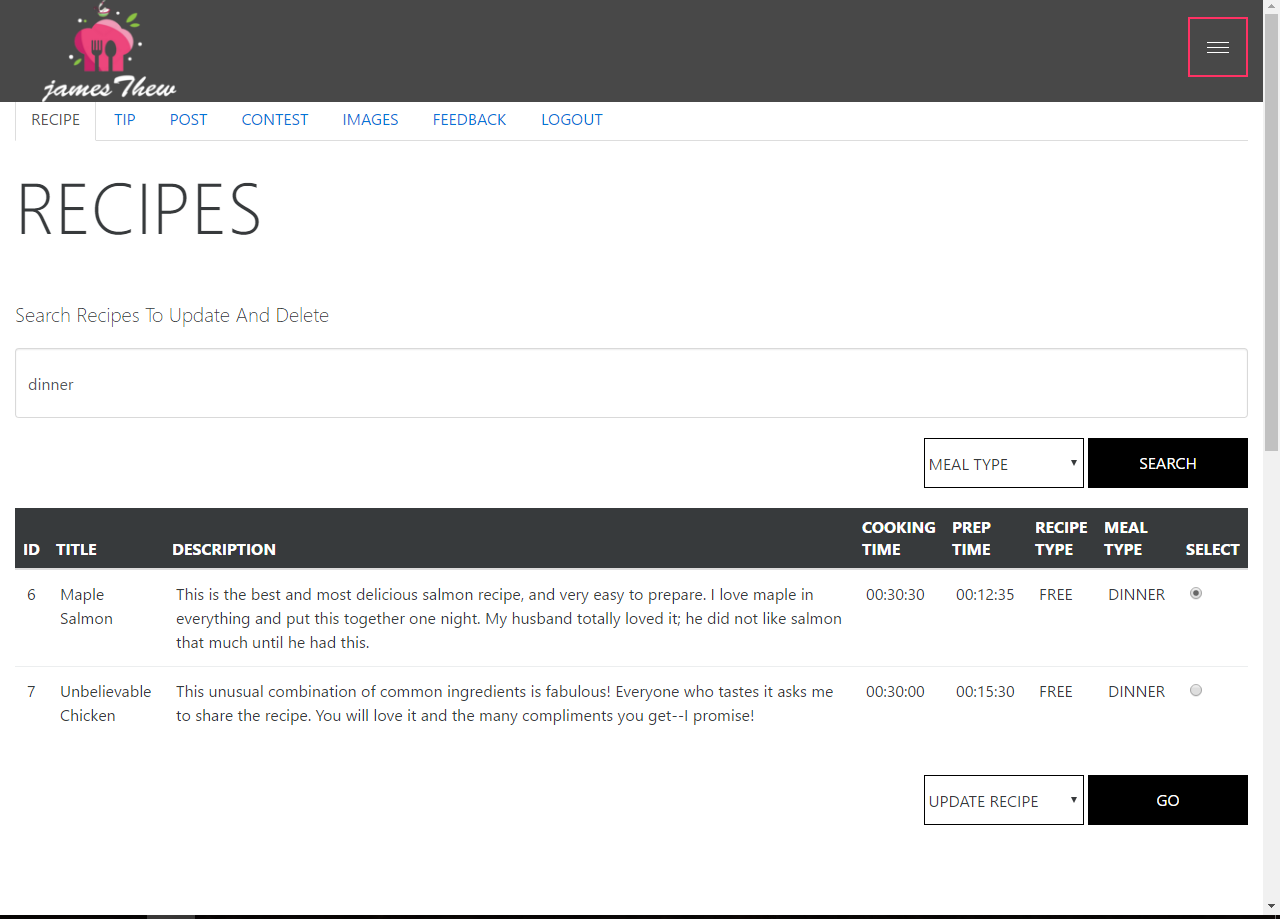 james Thew
RECIPE TIP POST CONTEST IMAGES FEEDBACK LOGOUT
RECIPES
Search Recipes To Update And Delete
dinner
MEAL TYPE SEARCH
ID TITLE DESCRIPTION COOKING TIME PREP TIME RECIPE TYPE MEAL TYPE SELECT
6 Maple Salmon
This is the best and most delicious salmon recipe, and very easy to prepare. I love maple in
everything and put this together one night. My husband totally loved it; he did not like salmon
that much until he had this.
00:30:30 00:12:35 FREE DINNER
7 Unbelievable Chicken
This unusual combination of common ingredients is fabulous! Everyone who tastes it asks me
to share the recipe. You will love it and the many compliments you get--I promise!
00:30:00 00:15:30 FREE DINNER
UPDATE RECIPE GO